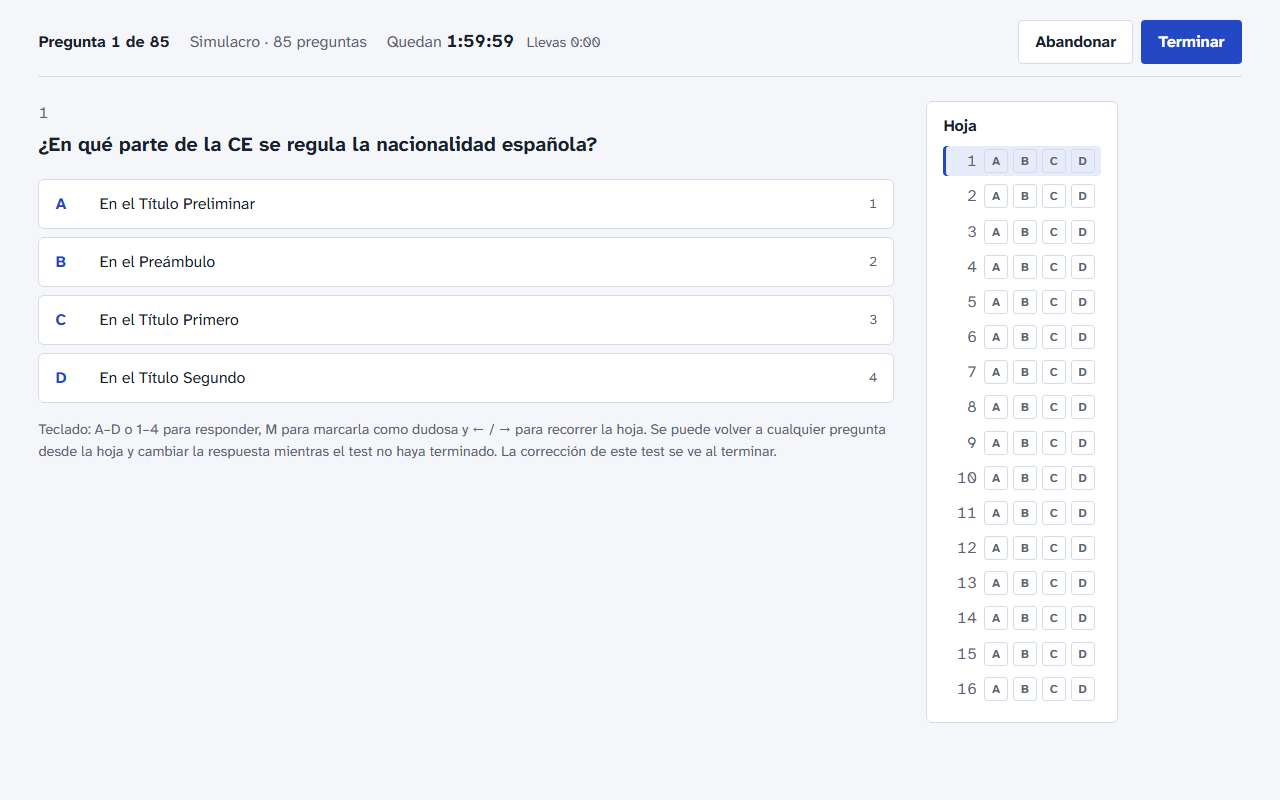 Pregunta 1 de 85 Simulacro · 85 preguntas Quedan 1:59:59 Llevas 0:00 Abandonar Terminar
1
¿En qué parte de la CE se regula la nacionalidad española?
A En el Título Preliminar 1
B En el Preámbulo 2
C En el Título Primero 3
D En el Título Segundo 4
Teclado: A–D o 1–4 para responder, M para marcarla como dudosa y ← / → para recorrer la hoja. Se puede volver a cualquier pregunta
desde la hoja y cambiar la respuesta mientras el test no haya terminado. La corrección de este test se ve al terminar.
Hoja
1 A B C D
2 A B C D
3 A B C D
4 A B C D
5 A B C D
6 A B C D
7 A B C D
8 A B C D
9 A B C D
10 A B C D
11 A B C D
12 A B C D
13 A B C D
14 A B C D
15 A B C D
16 A B C D